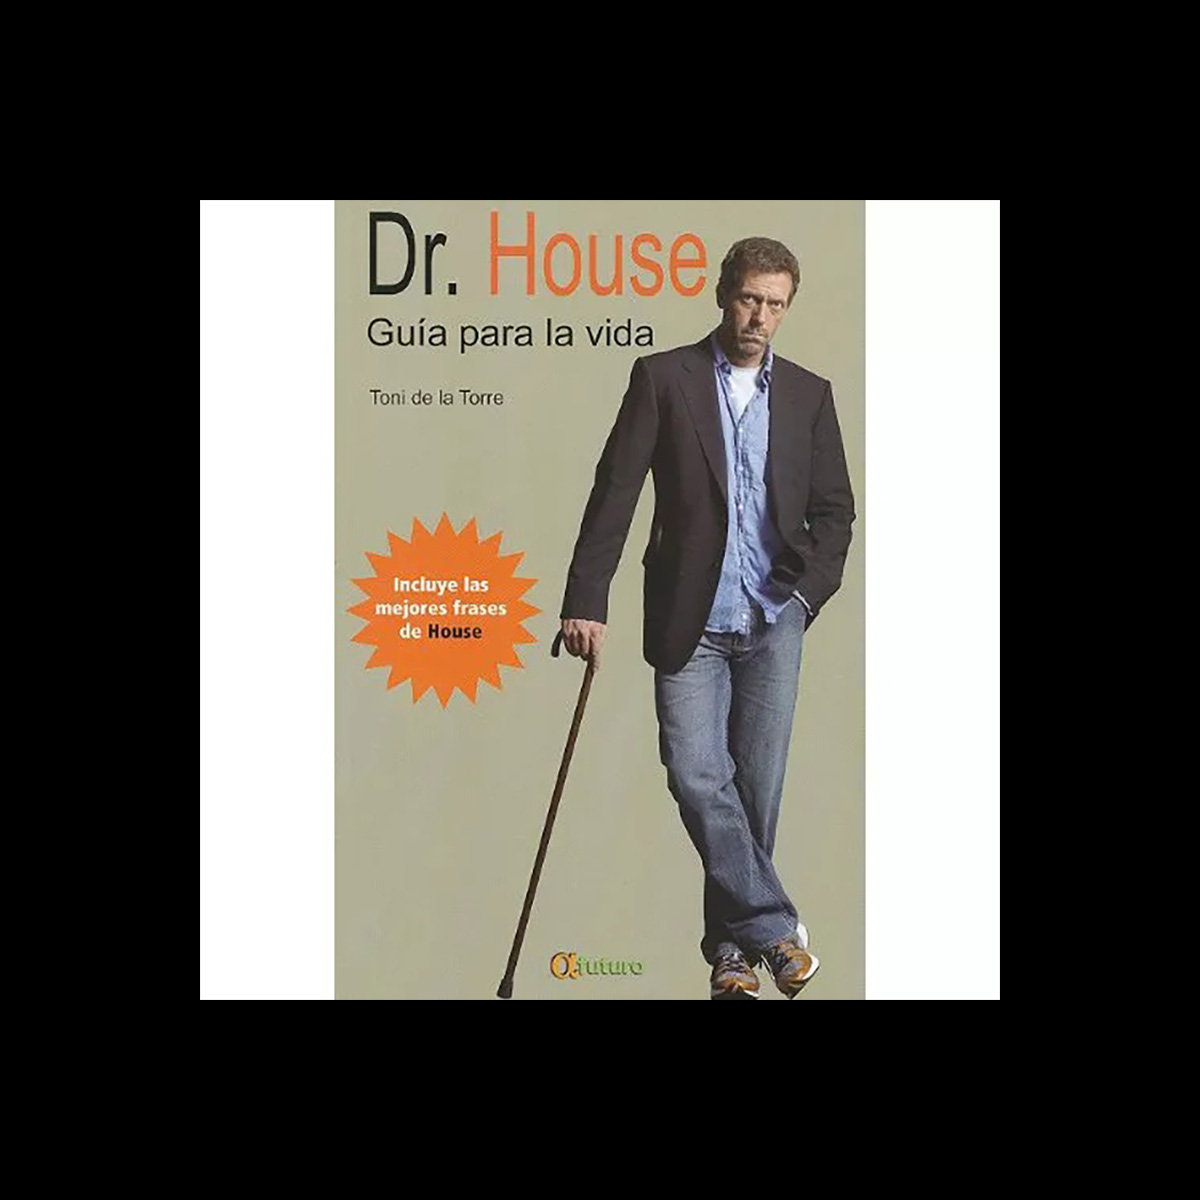 Dr. House
Guía para la vida
Toni de la Torre
Incluye las
mejores frases
de House
α futuro